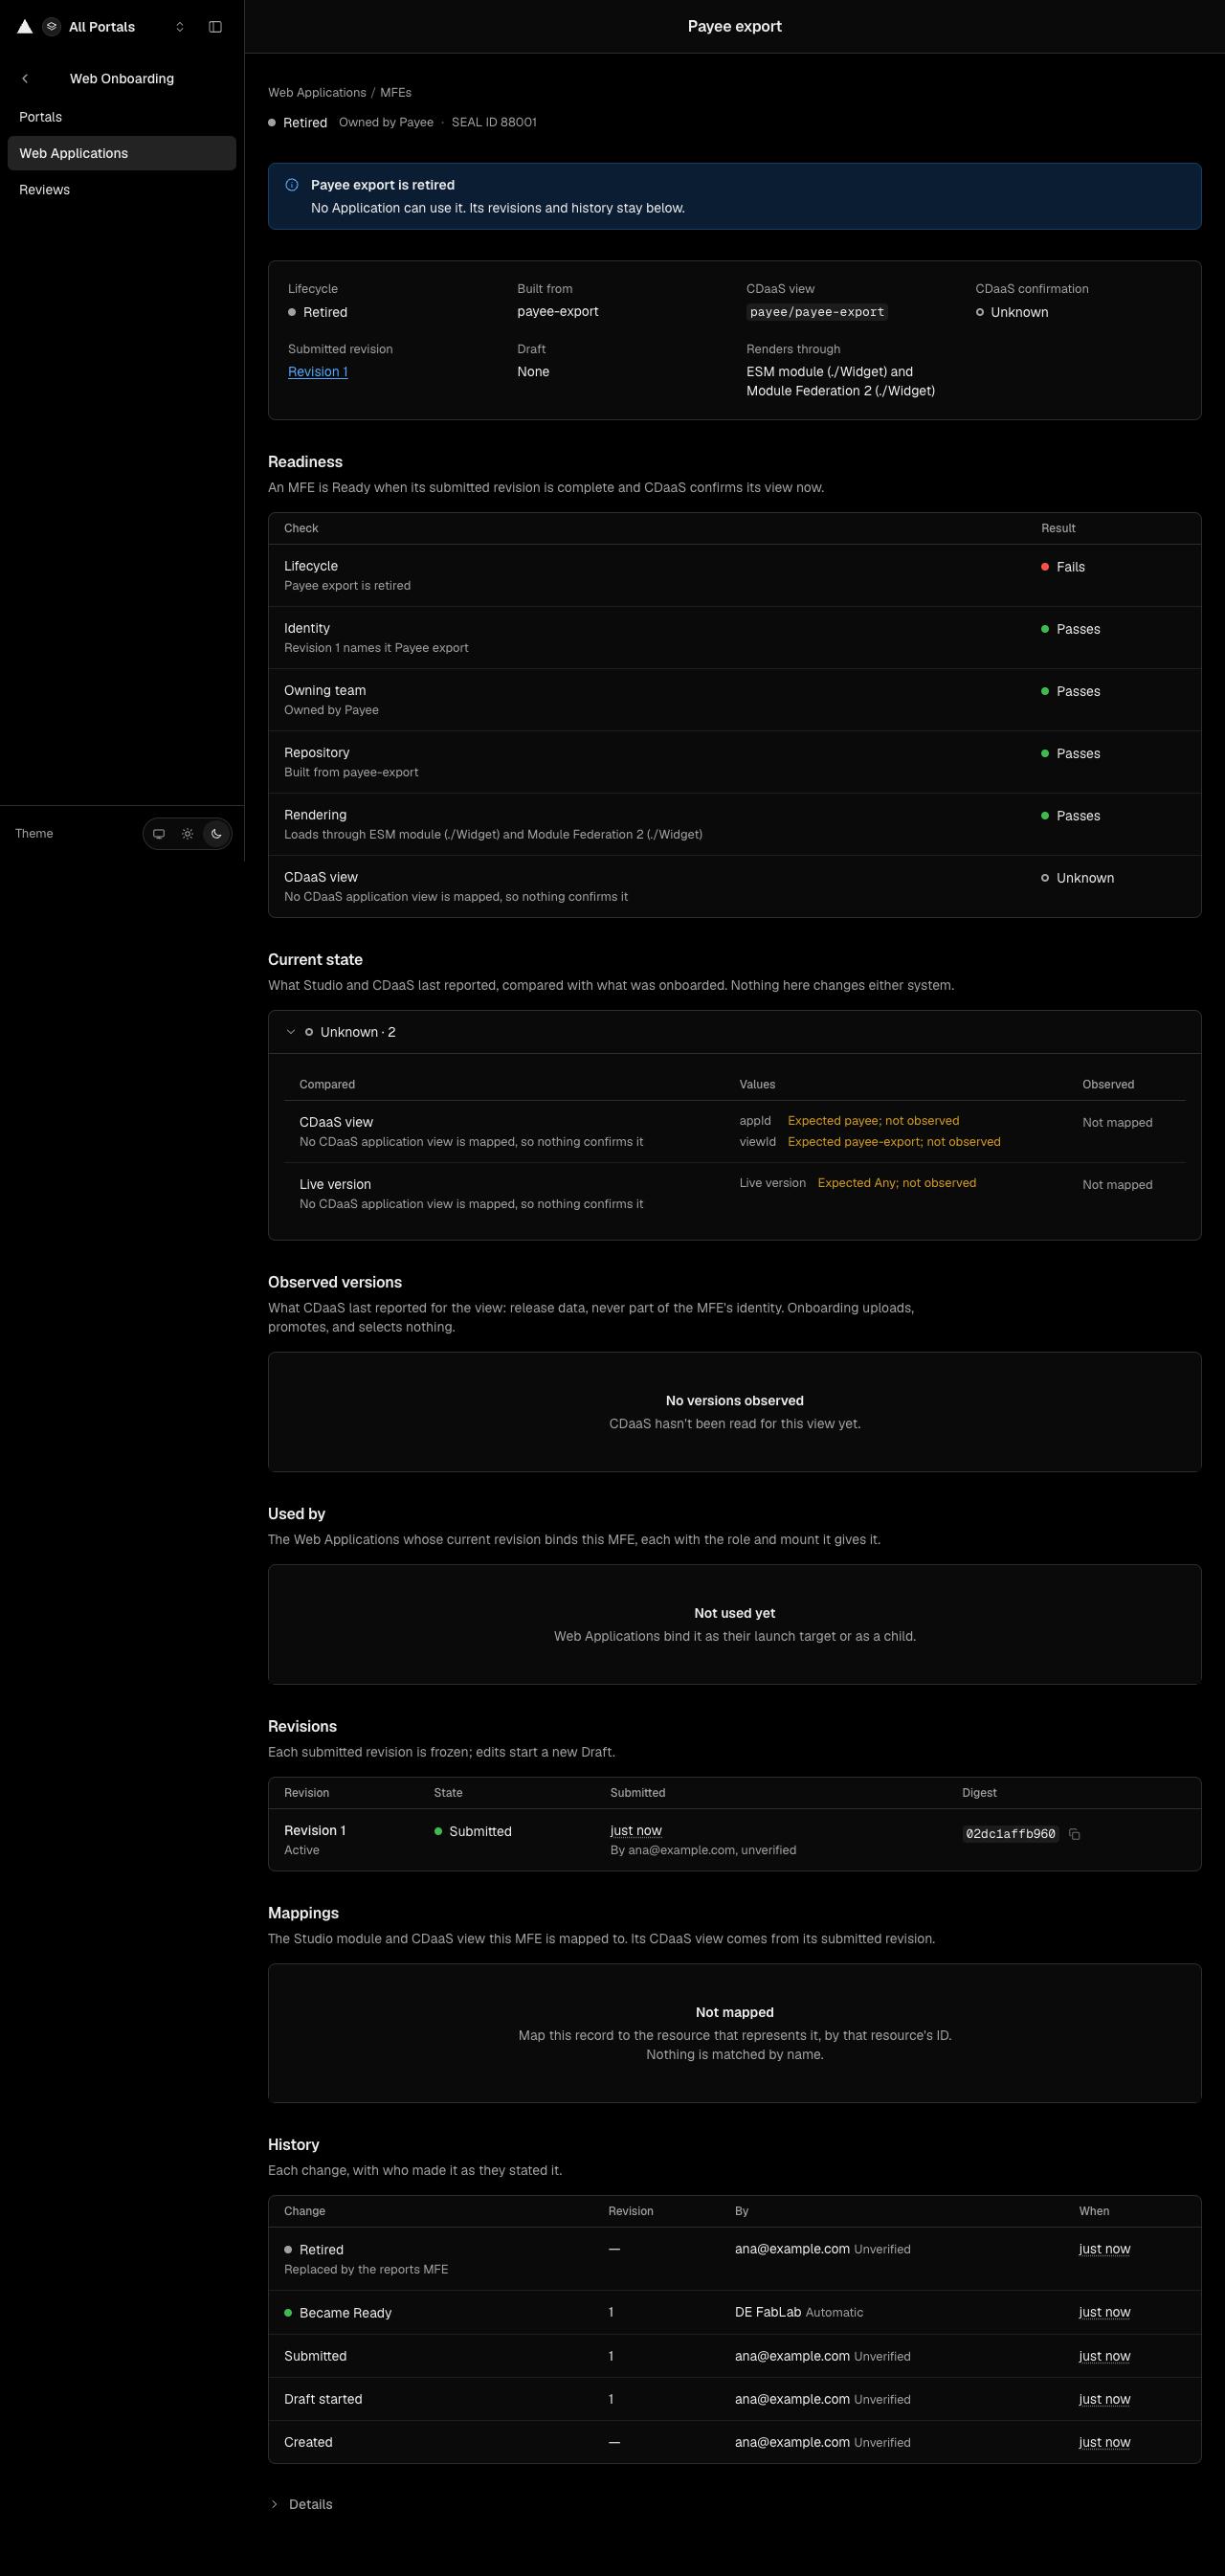 All Portals
Payee export
Web Onboarding
Portals
Web Applications
Reviews
Theme
Web Applications / MFEs
Retired Owned by Payee · SEAL ID 88001
Payee export is retired
No Application can use it. Its revisions and history stay below.
Lifecycle Built from CDaaS view CDaaS confirmation
Retired payee-export payee/payee-export Unknown
Submitted revision Draft Renders through
Revision 1 None ESM module (./Widget) and
Module Federation 2 (./Widget)
Readiness
An MFE is Ready when its submitted revision is complete and CDaaS confirms its view now.
Check Result
Lifecycle Fails
Payee export is retired
Identity Passes
Revision 1 names it Payee export
Owning team Passes
Owned by Payee
Repository Passes
Built from payee-export
Rendering Passes
Loads through ESM module (./Widget) and Module Federation 2 (./Widget)
CDaaS view Unknown
No CDaaS application view is mapped, so nothing confirms it
Current state
What Studio and CDaaS last reported, compared with what was onboarded. Nothing here changes either system.
Unknown · 2
Compared Values Observed
CDaaS view appId Expected payee; not observed Not mapped
No CDaaS application view is mapped, so nothing confirms it viewId Expected payee-export; not observed
Live version Live version Expected Any; not observed Not mapped
No CDaaS application view is mapped, so nothing confirms it
Observed versions
What CDaaS last reported for the view: release data, never part of the MFE's identity. Onboarding uploads,
promotes, and selects nothing.
No versions observed
CDaaS hasn't been read for this view yet.
Used by
The Web Applications whose current revision binds this MFE, each with the role and mount it gives it.
Not used yet
Web Applications bind it as their launch target or as a child.
Revisions
Each submitted revision is frozen; edits start a new Draft.
Revision State Submitted Digest
Revision 1 Submitted just now 02dc1affb960
Active By ana@example.com, unverified
Mappings
The Studio module and CDaaS view this MFE is mapped to. Its CDaaS view comes from its submitted revision.
Not mapped
Map this record to the resource that represents it, by that resource's ID.
Nothing is matched by name.
History
Each change, with who made it as they stated it.
Change Revision By When
Retired — ana@example.com Unverified just now
Replaced by the reports MFE
Became Ready 1 DE FabLab Automatic just now
Submitted 1 ana@example.com Unverified just now
Draft started 1 ana@example.com Unverified just now
Created — ana@example.com Unverified just now
Details